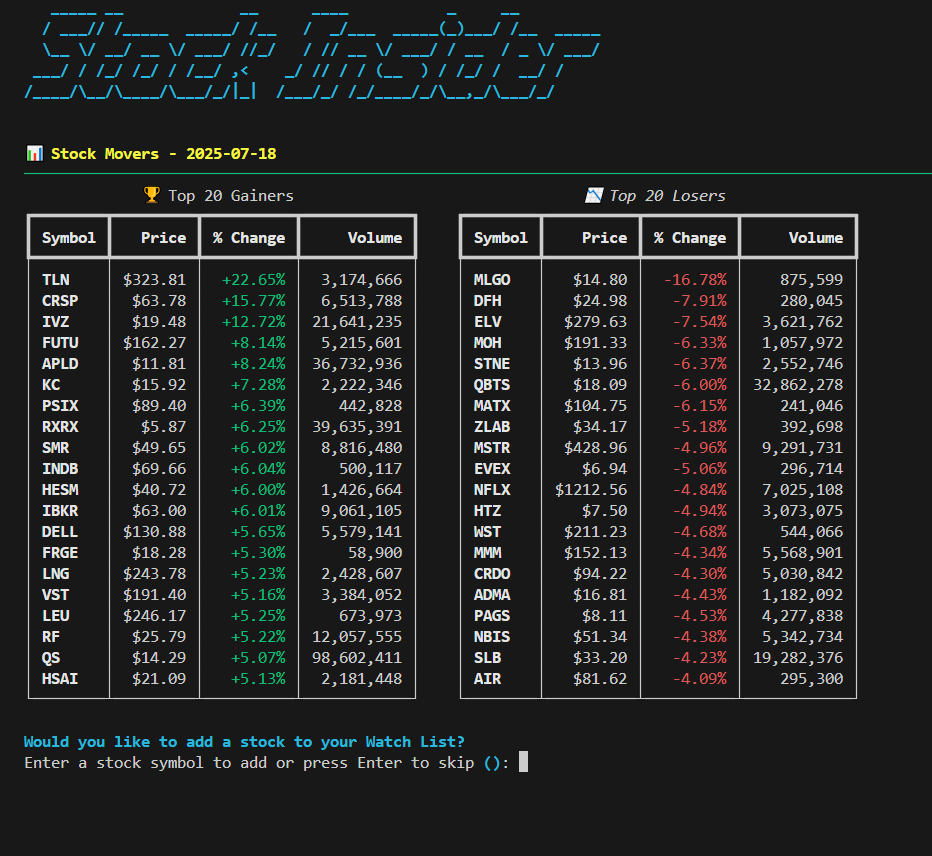 Stock Insider
📊 Stock Movers - 2025-07-18
🏆 Top 20 Gainers
Symbol Price % Change Volume
TLN $323.81 +22.65% 3,174,666
CRSP $63.78 +15.77% 6,513,788
IVZ $19.48 +12.72% 21,641,235
FUTU $162.27 +8.14% 5,215,601
APLD $11.81 +8.24% 36,732,936
KC $15.92 +7.28% 2,222,346
PSIX $89.40 +6.39% 442,828
RXRX $5.87 +6.25% 39,635,391
SMR $49.65 +6.02% 8,816,480
INDB $69.66 +6.04% 500,117
HESM $40.72 +6.00% 1,426,664
IBKR $63.00 +6.01% 9,061,105
DELL $130.88 +5.65% 5,579,141
FRGE $18.28 +5.30% 58,900
LNG $243.78 +5.23% 2,428,607
VST $191.40 +5.16% 3,384,052
LEU $246.17 +5.25% 673,973
RF $25.79 +5.22% 12,057,555
QS $14.29 +5.07% 98,602,411
HSAI $21.09 +5.13% 2,181,448
📉 Top 20 Losers
Symbol Price % Change Volume
MLGO $14.80 -16.78% 875,599
DFH $24.98 -7.91% 280,045
ELV $279.63 -7.54% 3,621,762
MOH $191.33 -6.33% 1,057,972
STNE $13.96 -6.37% 2,552,746
QBTS $18.09 -6.00% 32,862,278
MATX $104.75 -6.15% 241,046
ZLAB $34.17 -5.18% 392,698
MSTR $428.96 -4.96% 9,291,731
EVEX $6.94 -5.06% 296,714
NFLX $1212.56 -4.84% 7,025,108
HTZ $7.50 -4.94% 3,073,075
WST $211.23 -4.68% 544,066
MMM $152.13 -4.34% 5,568,901
CRDO $94.22 -4.30% 5,030,842
ADMA $16.81 -4.43% 1,182,092
PAGS $8.11 -4.53% 4,277,838
NBIS $51.34 -4.38% 5,342,734
SLB $33.20 -4.23% 19,282,376
AIR $81.62 -4.09% 295,300
Would you like to add a stock to your Watch List?
Enter a stock symbol to add or press Enter to skip ():